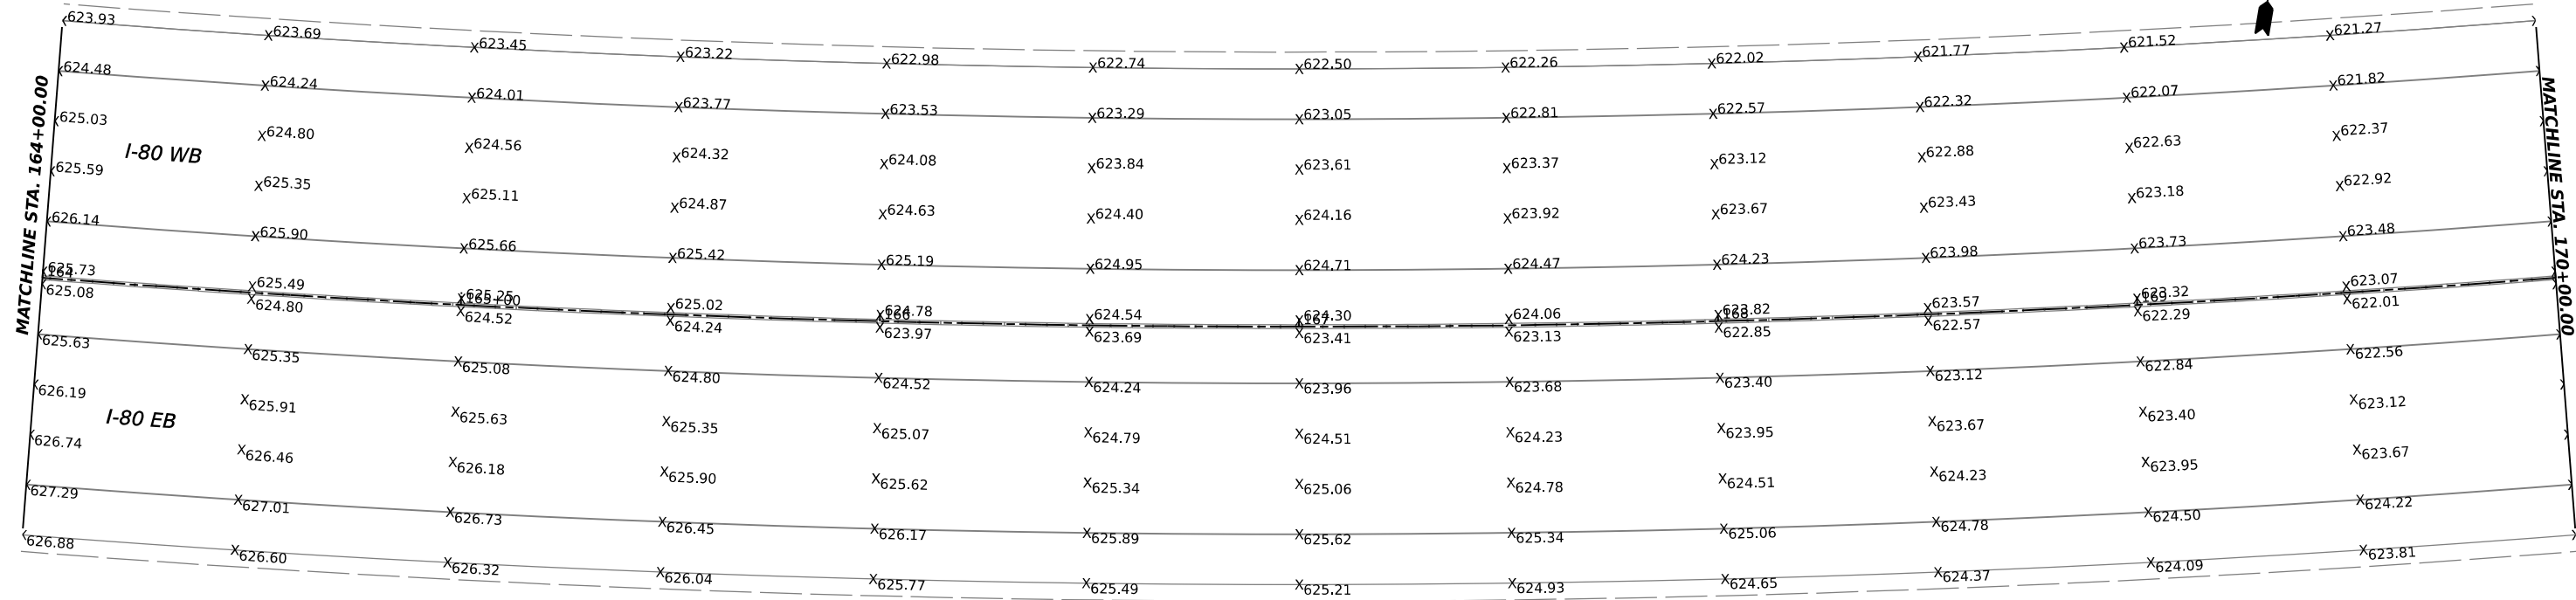 623.93 623.69 623.45 623.22 622.98 622.74 622.50 622.26 622.02 621.77 621.52 621.27
624.48 624.24 624.01 623.77 623.53 623.29 623.05 622.81 622.57 622.32 622.07 621.82
625.03 624.80 624.56 624.32 624.08 623.84 623.61 623.37 623.12 622.88 622.63 622.37
I-80 WB
625.59 625.35 625.11 624.87 624.63 624.40 624.16 623.92 623.67 623.43 623.18 622.92
626.14 625.90 625.66 625.42 625.19 624.95 624.71 624.47 624.23 623.98 623.73 623.48
625.73 625.49 625.25 625.02 624.78 624.54 624.30 624.06 623.82 623.57 623.32 623.07
164 165+00 166 167 168 169
625.08 624.80 624.52 624.24 623.97 623.69 623.41 623.13 622.85 622.57 622.29 622.01
625.63 625.35 625.08 624.80 624.52 624.24 623.96 623.68 623.40 623.12 622.84 622.56
626.19 625.91 625.63 625.35 625.07 624.79 624.51 624.23 623.95 623.67 623.40 623.12
I-80 EB
626.74 626.46 626.18 625.90 625.62 625.34 625.06 624.78 624.51 624.23 623.95 623.67
627.29 627.01 626.73 626.45 626.17 625.89 625.62 625.34 625.06 624.78 624.50 624.22
626.88 626.60 626.32 626.04 625.77 625.49 625.21 624.93 624.65 624.37 624.09 623.81
MATCHLINE STA. 164+00.00
MATCHLINE STA. 170+00.00